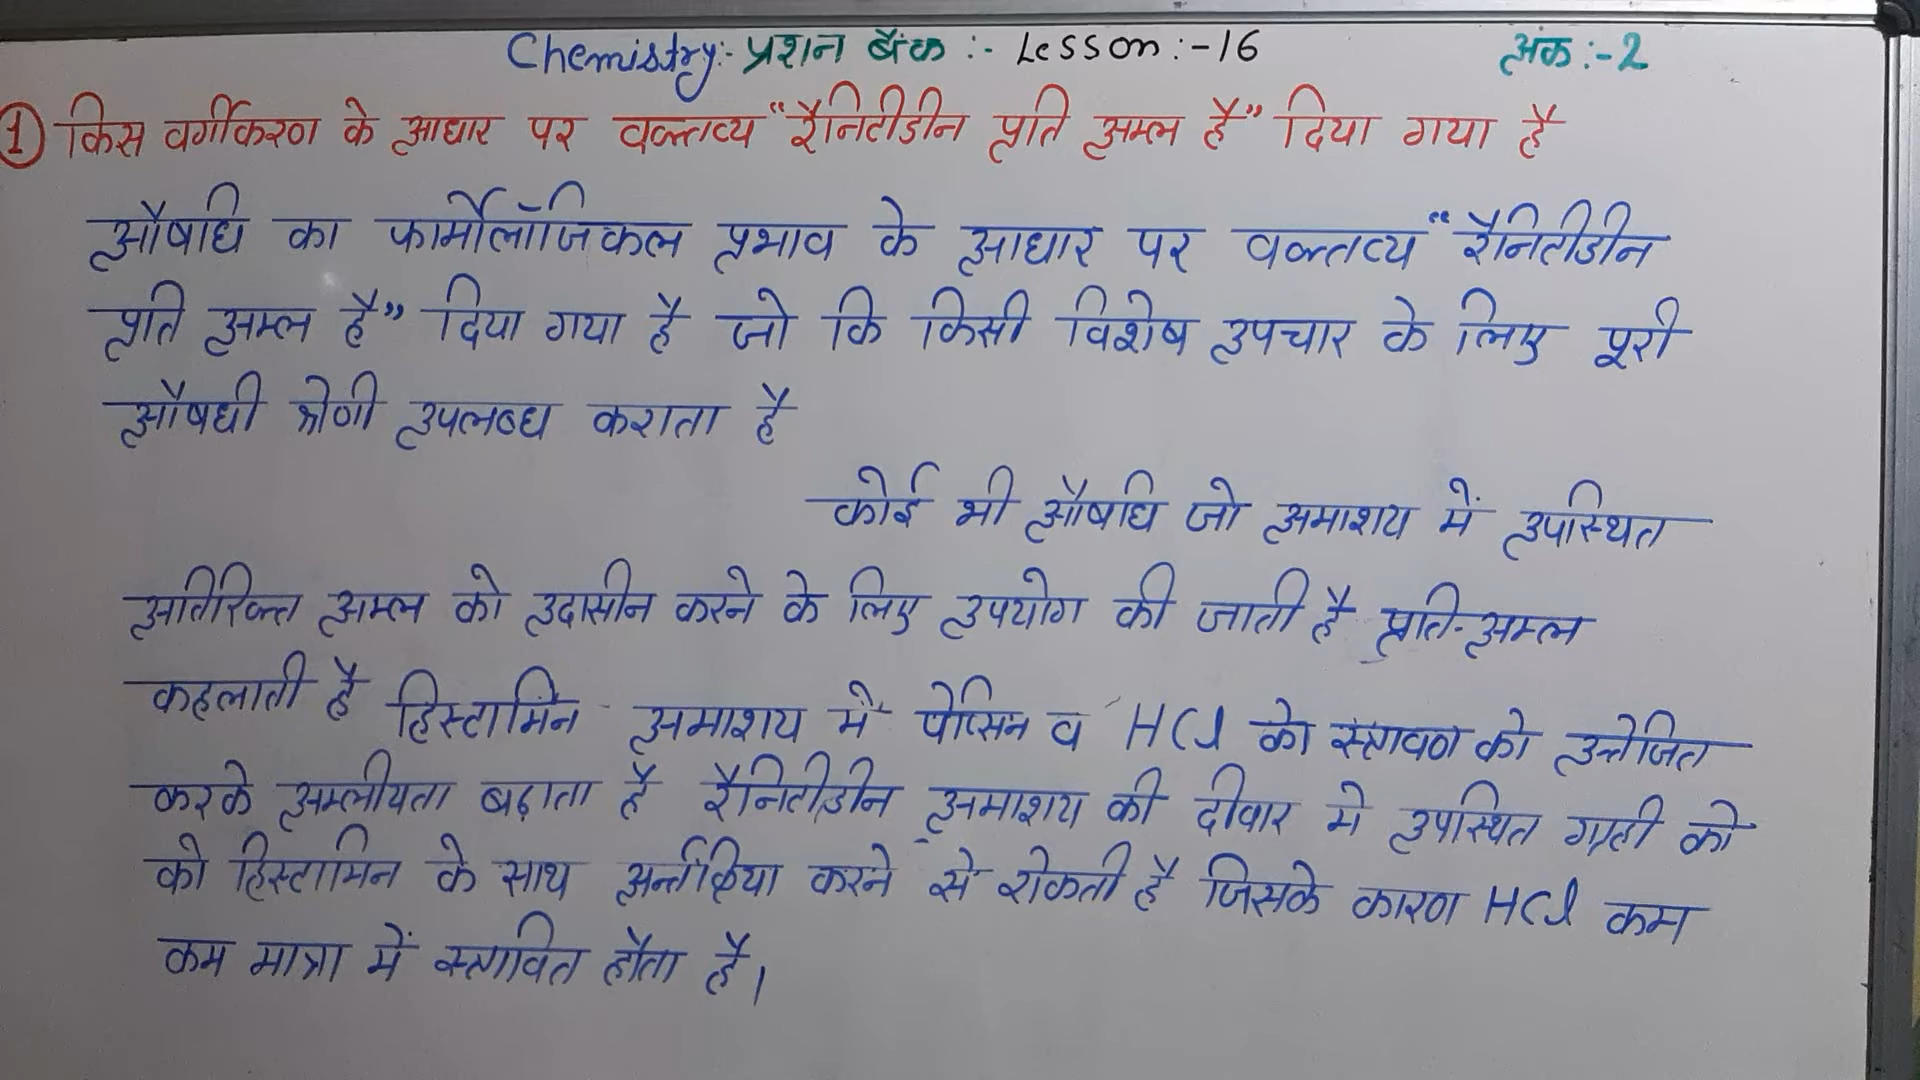 Chemistry:- प्रशन बैंक :- Lesson :-16 अंक :-2
① किस वर्गीकरण के आधार पर वक्तव्य "रैनिटीडीन प्रति अम्ल है" दिया गया है
औषधि का फार्मोलॉजिकल प्रभाव के आधार पर वक्तव्य "रैनिटीडीन
प्रति अम्ल है" दिया गया है जो कि किसी विशेष उपचार के लिए पूरी
औषधी श्रेणी उपलब्ध कराता है
कोई भी औषधि जो अमाशय में उपस्थित
अतिरिक्त अम्ल को उदासीन करने के लिए उपयोग की जाती है प्रति-अम्ल
कहलाती है हिस्टामिन अमाशय में पेप्सिन व HCl के स्त्रावण को उत्तेजित
करके अम्लीयता बढ़ाता है रैनिटीडीन अमाशय की दीवार मे उपस्थित ग्राही को
को हिस्टामिन के साथ अर्न्तक्रिया करने से रोकती है जिसके कारण HCl कम
कम मात्रा में स्त्रावित होता है।